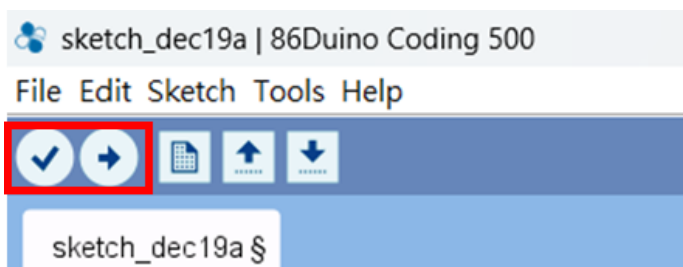 sketch_dec19a | 86Duino Coding 500
File Edit Sketch Tools Help
sketch_dec19a §